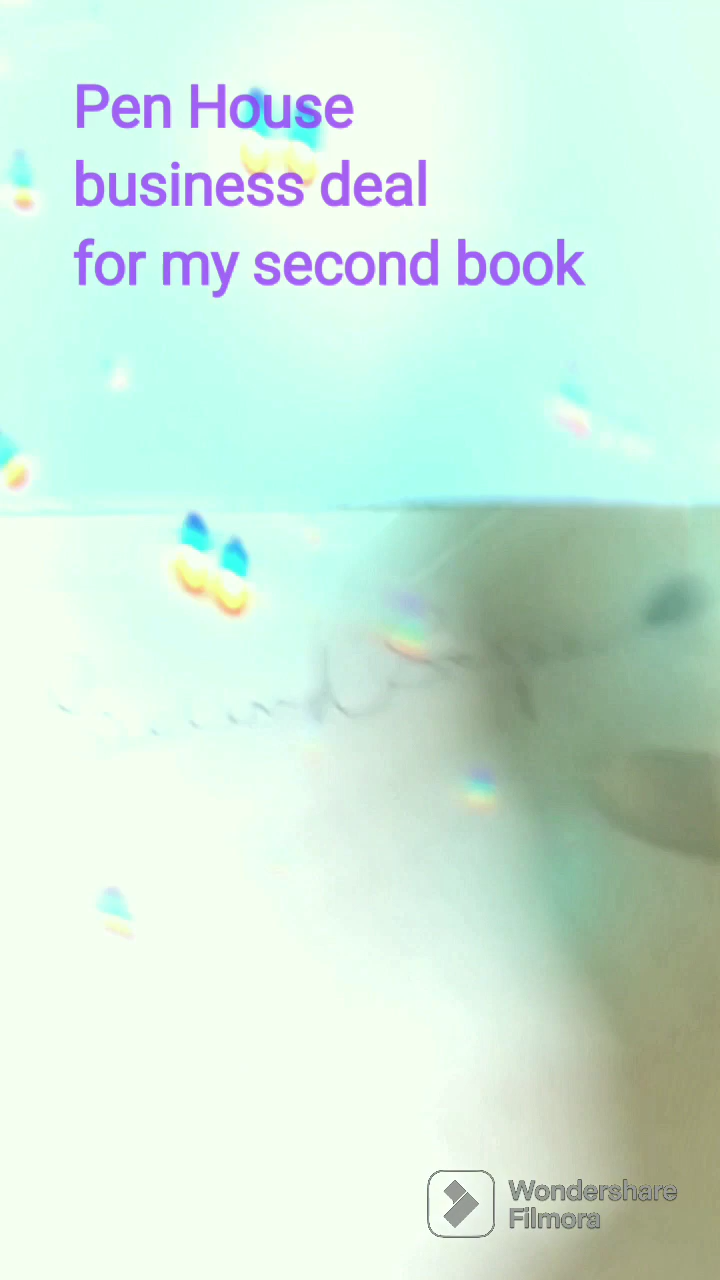 Pen House
business deal
for my second book
Wondershare
Filmora